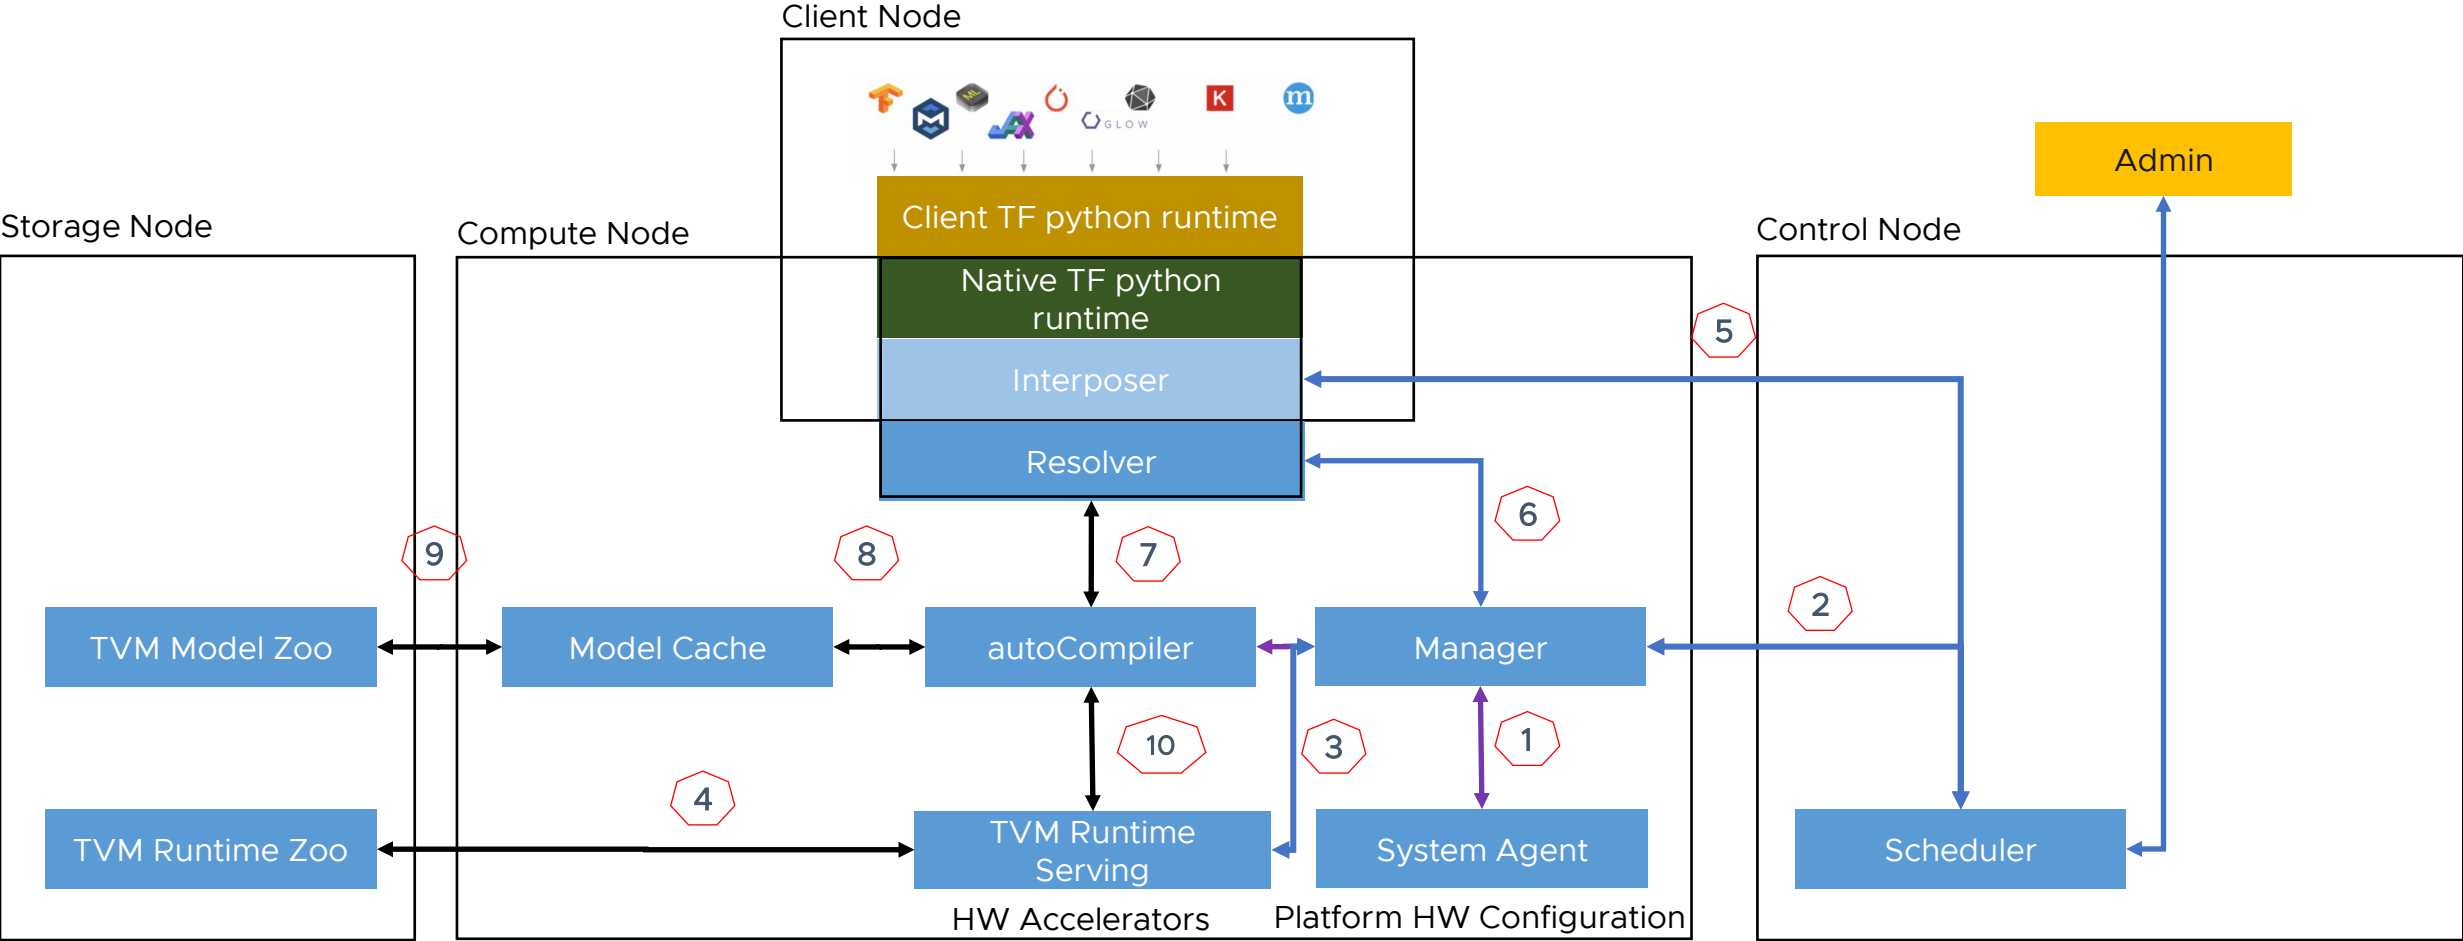 Client Node
ML
GLOW
K
m
Admin
Client TF python runtime
Storage Node
Compute Node
Control Node
Native TF python
runtime
5
Interposer
Resolver
6
9
8
7
2
TVM Model Zoo
Model Cache
autoCompiler
Manager
10
3
1
4
TVM Runtime Zoo
TVM Runtime
Serving
System Agent
Scheduler
HW Accelerators
Platform HW Configuration